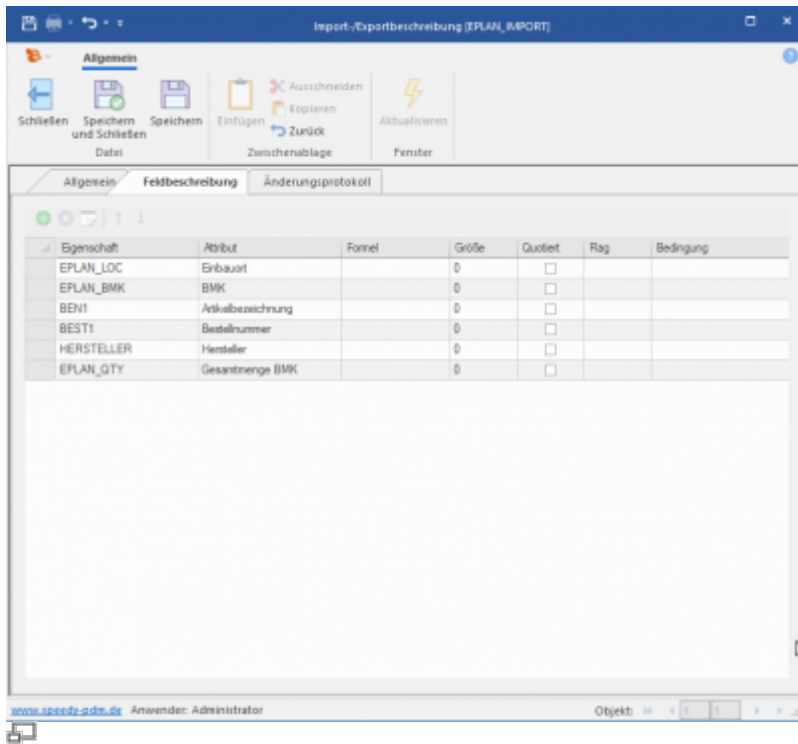 Import-/Exportbeschreibung [EPLAN_IMPORT]
Allgemein
Schließen
Speichern und Schließen
Speichern
Einfügen
Ausschneiden
Kopieren
Zurück
Aktualisieren
Datei
Zwischenablage
Fenster
Allgemein Feldbeschreibung Änderungsprotokoll
Eigenschaft Attribut Formel Größe Quotiert Flag Bedingung
EPLAN_LOC Einbauort 0
EPLAN_BMK BMK 0
BEN1 Artikelbezeichnung 0
BEST1 Bestellnummer 0
HERSTELLER Hersteller 0
EPLAN_QTY Gesamtmenge BMK 0
www.speedy-pdm.de Anwender: Administrator Objekt: 1 1